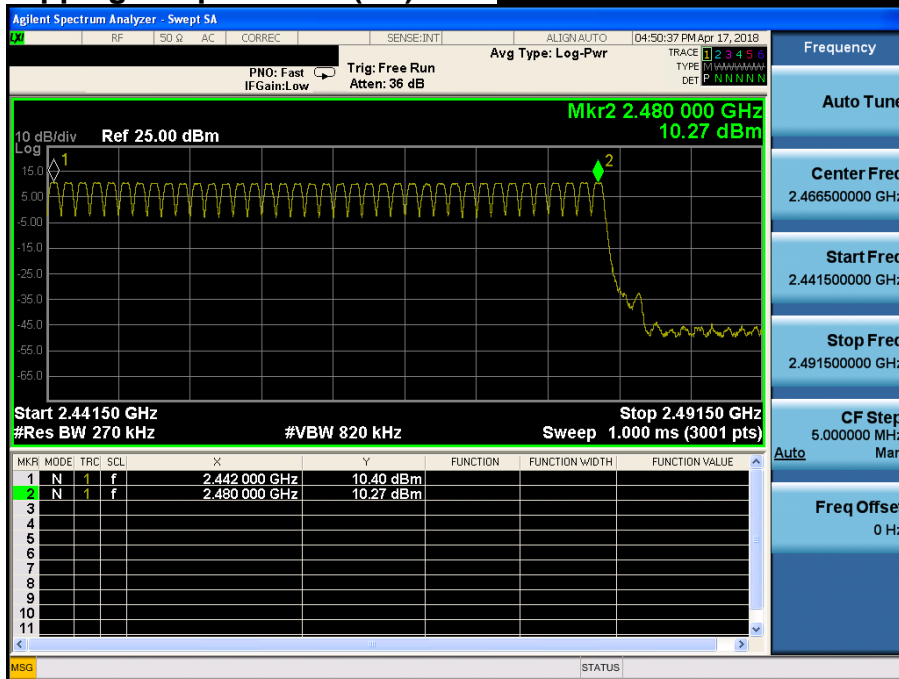 Agilent Spectrum Analyzer - Swept SA
LXI RF 50 Ω AC CORREC SENSE:INT ALIGN AUTO 04:50:37 PM Apr 17, 2018
Avg Type: Log-Pwr
TRACE 1 2 3 4 5 6
TYPE M WWWWW
DET P N N N N N
PNO: Fast
IFGain:Low
Trig: Free Run
Atten: 36 dB
Mkr2 2.480 000 GHz
10.27 dBm
10 dB/div Ref 25.00 dBm
Log
15.0
5.00
-5.00
-15.0
-25.0
-35.0
-45.0
-55.0
-65.0
1
2
Start 2.44150 GHz Stop 2.49150 GHz
#Res BW 270 kHz #VBW 820 kHz Sweep 1.000 ms (3001 pts)
MKR MODE TRC SCL X Y FUNCTION FUNCTION WIDTH FUNCTION VALUE
1 N 1 f 2.442 000 GHz 10.40 dBm
2 N 1 f 2.480 000 GHz 10.27 dBm
3
4
5
6
7
8
9
10
11
MSG STATUS
Frequency
Auto Tune
Center Freq
2.466500000 GHz
Start Freq
2.441500000 GHz
Stop Freq
2.491500000 GHz
CF Step
5.000000 MHz
Auto Man
Freq Offset
0 Hz